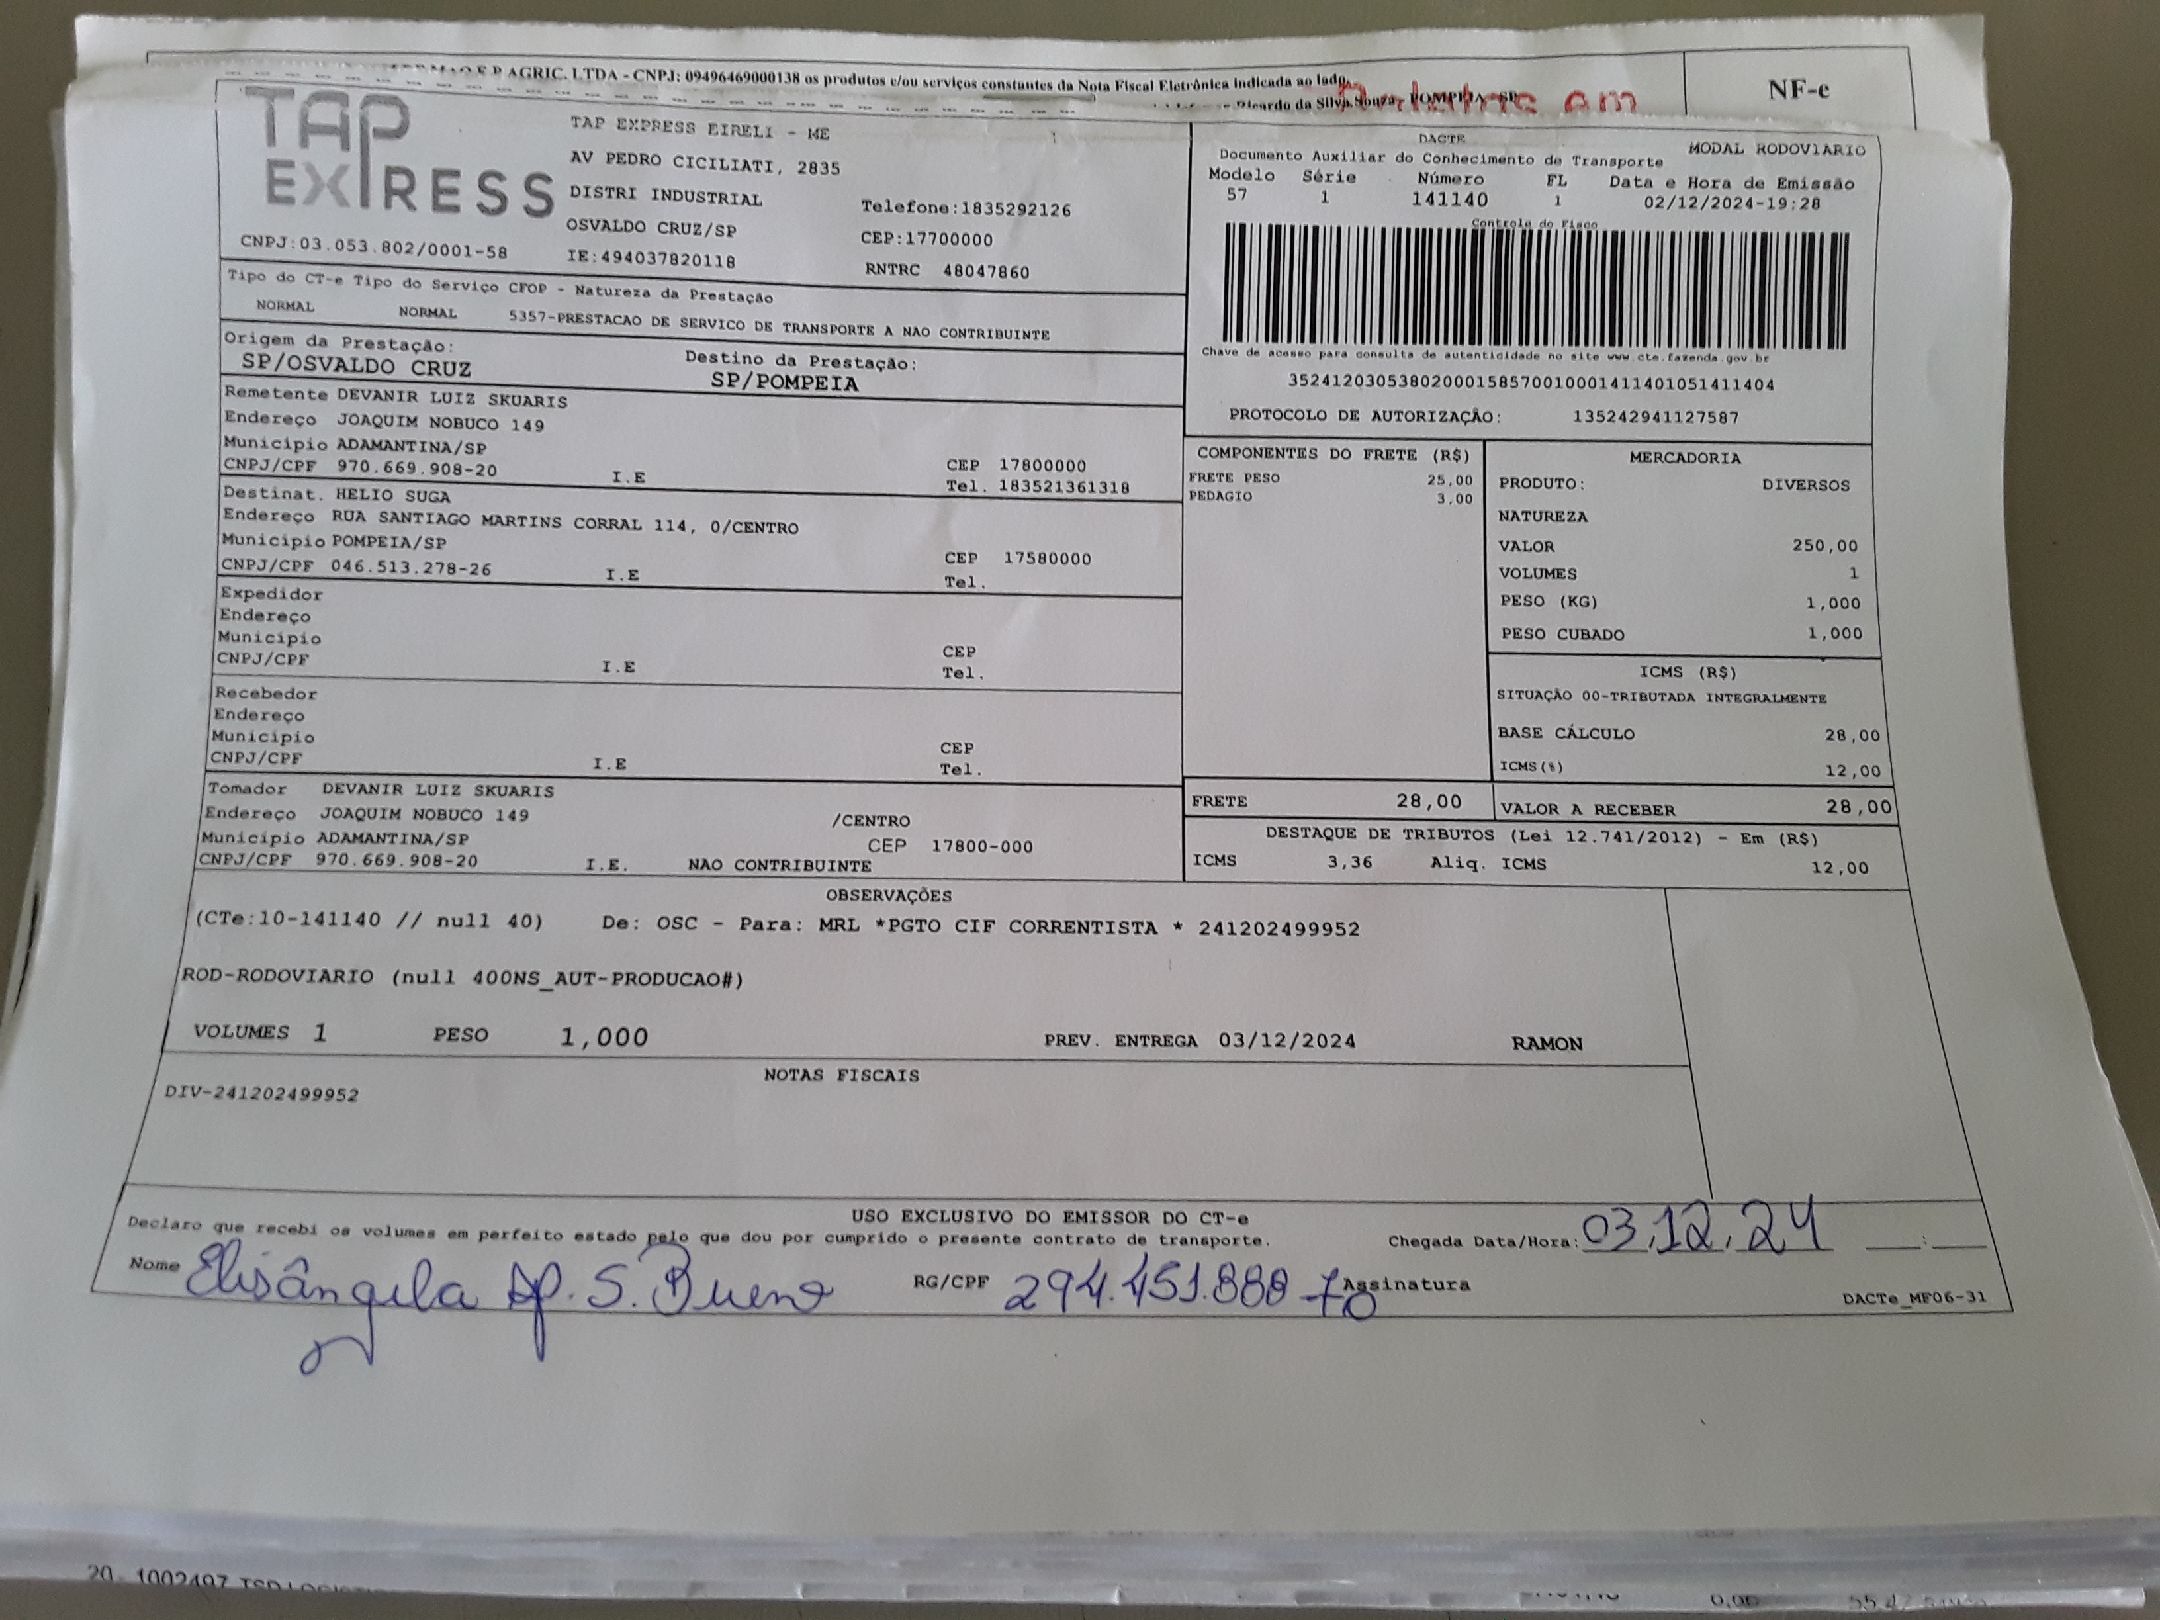 AGRIC. LTDA - CNPJ: 09496469000138 os produtos e/ou serviços constantes da Nota Fiscal Eletrônica indicada ao lado.
Ricardo da Silva Souza - POMPEIA - SP
em
NF-e
TAP
EXPRESS
CNPJ:03.053.802/0001-58
TAP EXPRESS EIRELI - ME
AV PEDRO CICILIATI, 2835
DISTRI INDUSTRIAL
OSVALDO CRUZ/SP
IE:494037820118
Telefone:1835292126
CEP:17700000
RNTRC 48047860
DACTE
MODAL RODOVIARIO
Documento Auxiliar do Conhecimento de Transporte
Modelo Série Número FL Data e Hora de Emissão
57 1 141140 1 02/12/2024-19:28
Controle do Fisco
Chave de acesso para consulta de autenticidade no site www.cte.fazenda.gov.br
35241203053802000158570010001411401051411404
PROTOCOLO DE AUTORIZAÇÃO: 135242941127587
Tipo do CT-e Tipo do Serviço CFOP - Natureza da Prestação
NORMAL NORMAL 5357-PRESTACAO DE SERVICO DE TRANSPORTE A NAO CONTRIBUINTE
Origem da Prestação: Destino da Prestação:
SP/OSVALDO CRUZ SP/POMPEIA
Remetente DEVANIR LUIZ SKUARIS
Endereço JOAQUIM NOBUCO 149
Município ADAMANTINA/SP CEP 17800000
CNPJ/CPF 970.669.908-20 I.E Tel. 183521361318
Destinat. HELIO SUGA
Endereço RUA SANTIAGO MARTINS CORRAL 114, 0/CENTRO
Município POMPEIA/SP CEP 17580000
CNPJ/CPF 046.513.278-26 I.E Tel.
Expedidor
Endereço
Município CEP
CNPJ/CPF I.E Tel.
Recebedor
Endereço
Município CEP
CNPJ/CPF I.E Tel.
Tomador DEVANIR LUIZ SKUARIS
Endereço JOAQUIM NOBUCO 149 /CENTRO
Município ADAMANTINA/SP CEP 17800-000
CNPJ/CPF 970.669.908-20 I.E. NAO CONTRIBUINTE
COMPONENTES DO FRETE (R$)
FRETE PESO 25,00
PEDAGIO 3,00
MERCADORIA
PRODUTO: DIVERSOS
NATUREZA
VALOR 250,00
VOLUMES 1
PESO (KG) 1,000
PESO CUBADO 1,000
ICMS (R$)
SITUAÇÃO 00-TRIBUTADA INTEGRALMENTE
BASE CÁLCULO 28,00
ICMS(%) 12,00
FRETE 28,00 VALOR A RECEBER 28,00
DESTAQUE DE TRIBUTOS (Lei 12.741/2012) - Em (R$)
ICMS 3,36 Aliq. ICMS 12,00
OBSERVAÇÕES
(CTe:10-141140 // null 40) De: OSC - Para: MRL *PGTO CIF CORRENTISTA * 241202499952
ROD-RODOVIARIO (null 400NS_AUT-PRODUCAO#)
VOLUMES 1 PESO 1,000 PREV. ENTREGA 03/12/2024 RAMON
NOTAS FISCAIS
DIV-241202499952
USO EXCLUSIVO DO EMISSOR DO CT-e
Declaro que recebi os volumes em perfeito estado pelo que dou por cumprido o presente contrato de transporte. Chegada Data/Hora: 03,12,24 :
Nome Elisângela Ap. S. Bueno RG/CPF 294.451.888 70 Assinatura
DACTe_MF06-31
20 1002497
0,00